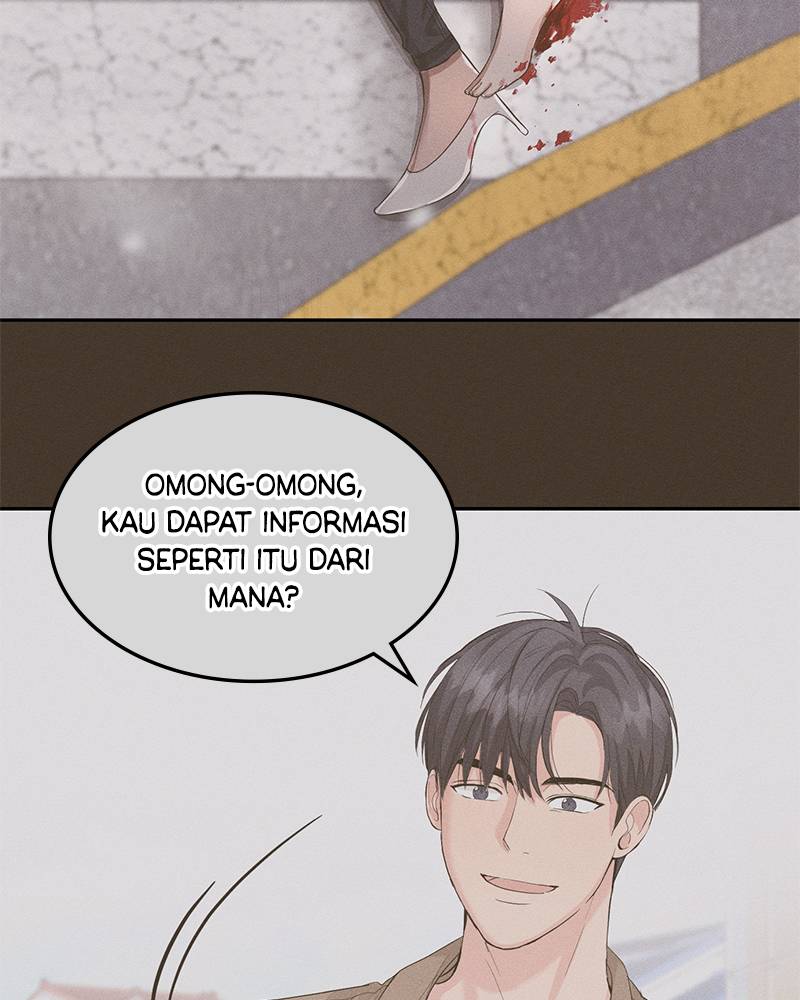 OMONG-OMONG,
KAU DAPAT INFORMASI
SEPERTI ITU DARI
MANA?